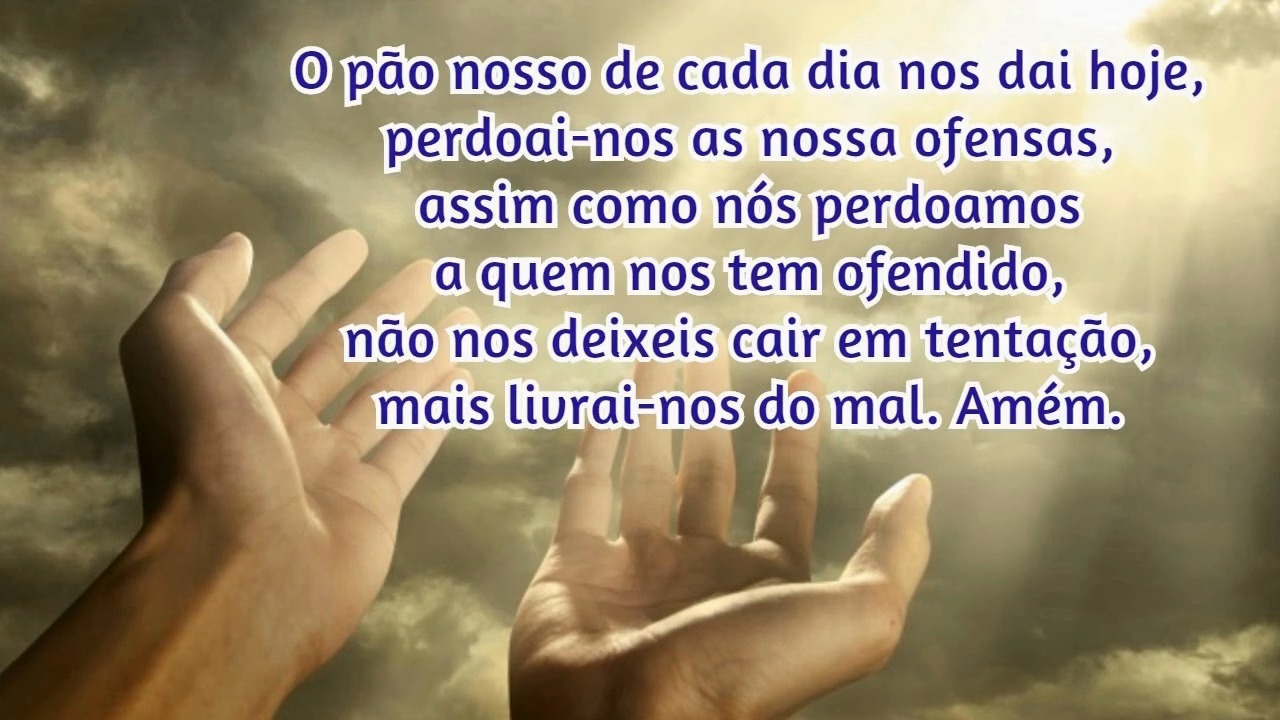 O pão nosso de cada dia nos dai hoje,
perdoai-nos as nossa ofensas,
assim como nós perdoamos
a quem nos tem ofendido,
não nos deixeis cair em tentação,
mais livrai-nos do mal. Amém.